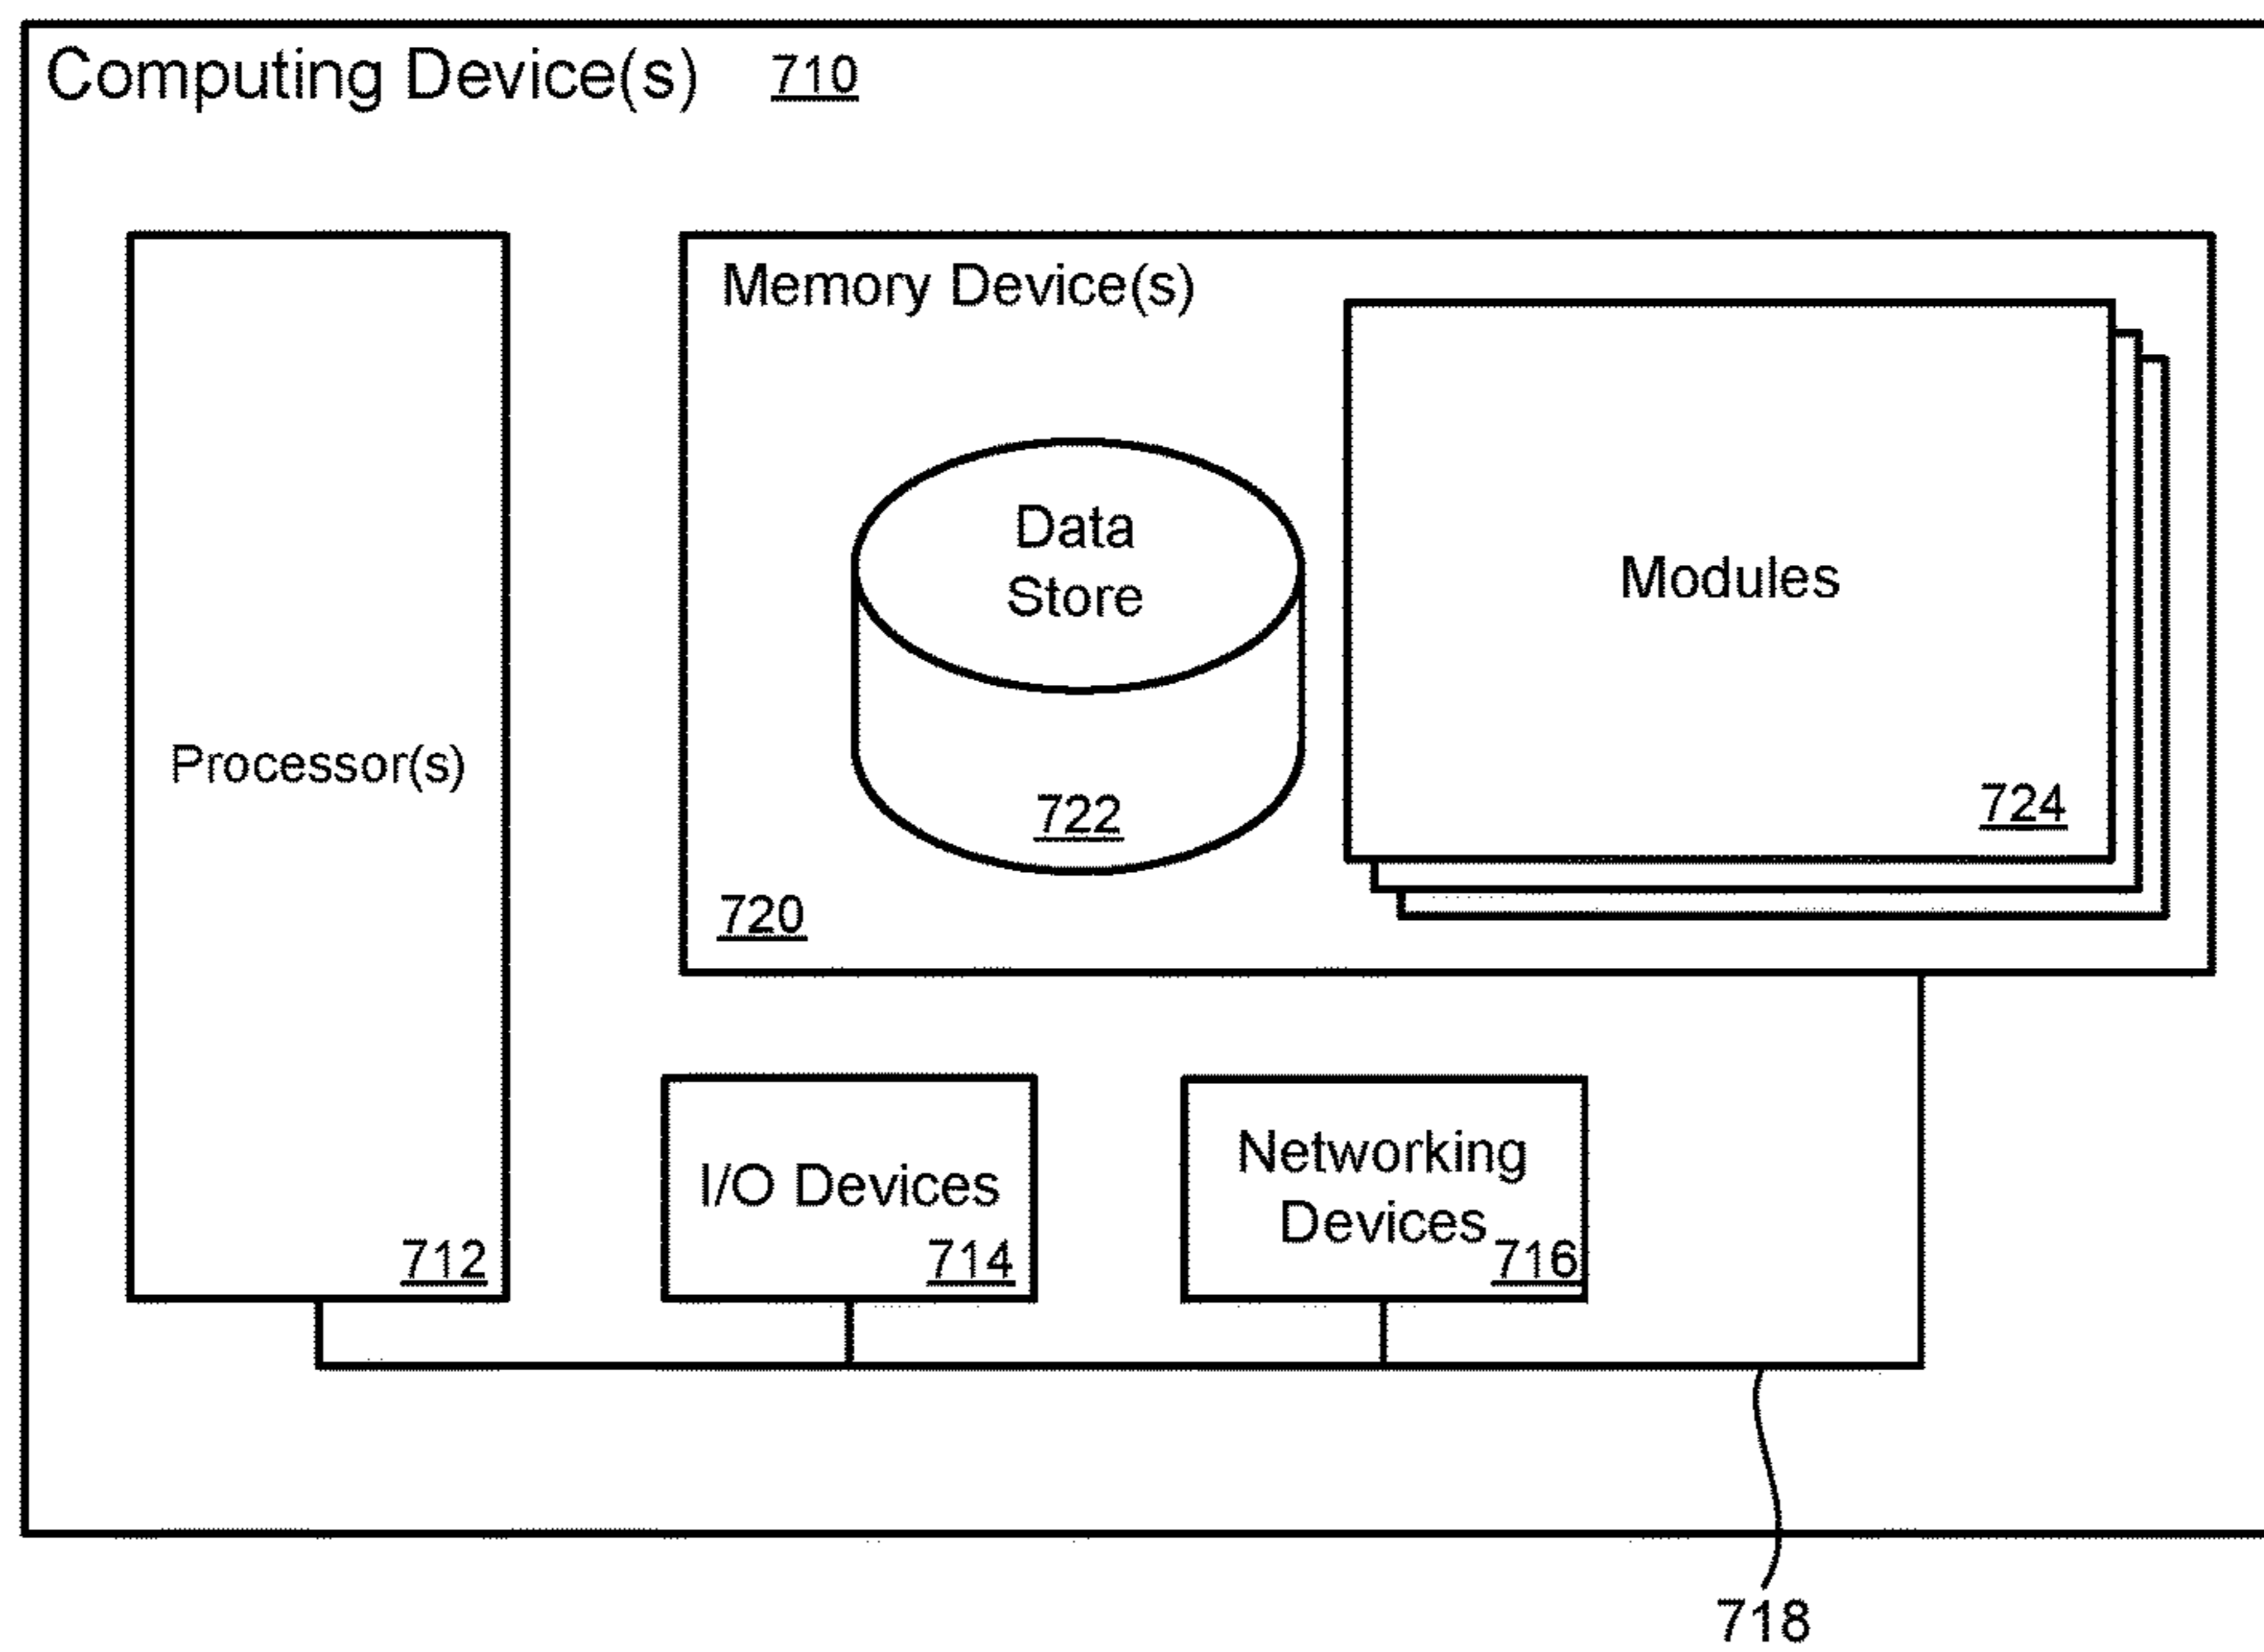 Computing Device(s) 710
Memory Device(s)
Data
Store
Modules
Processor(s)
722
724
720
I/O Devices
Networking
Devices
712
714
716
718